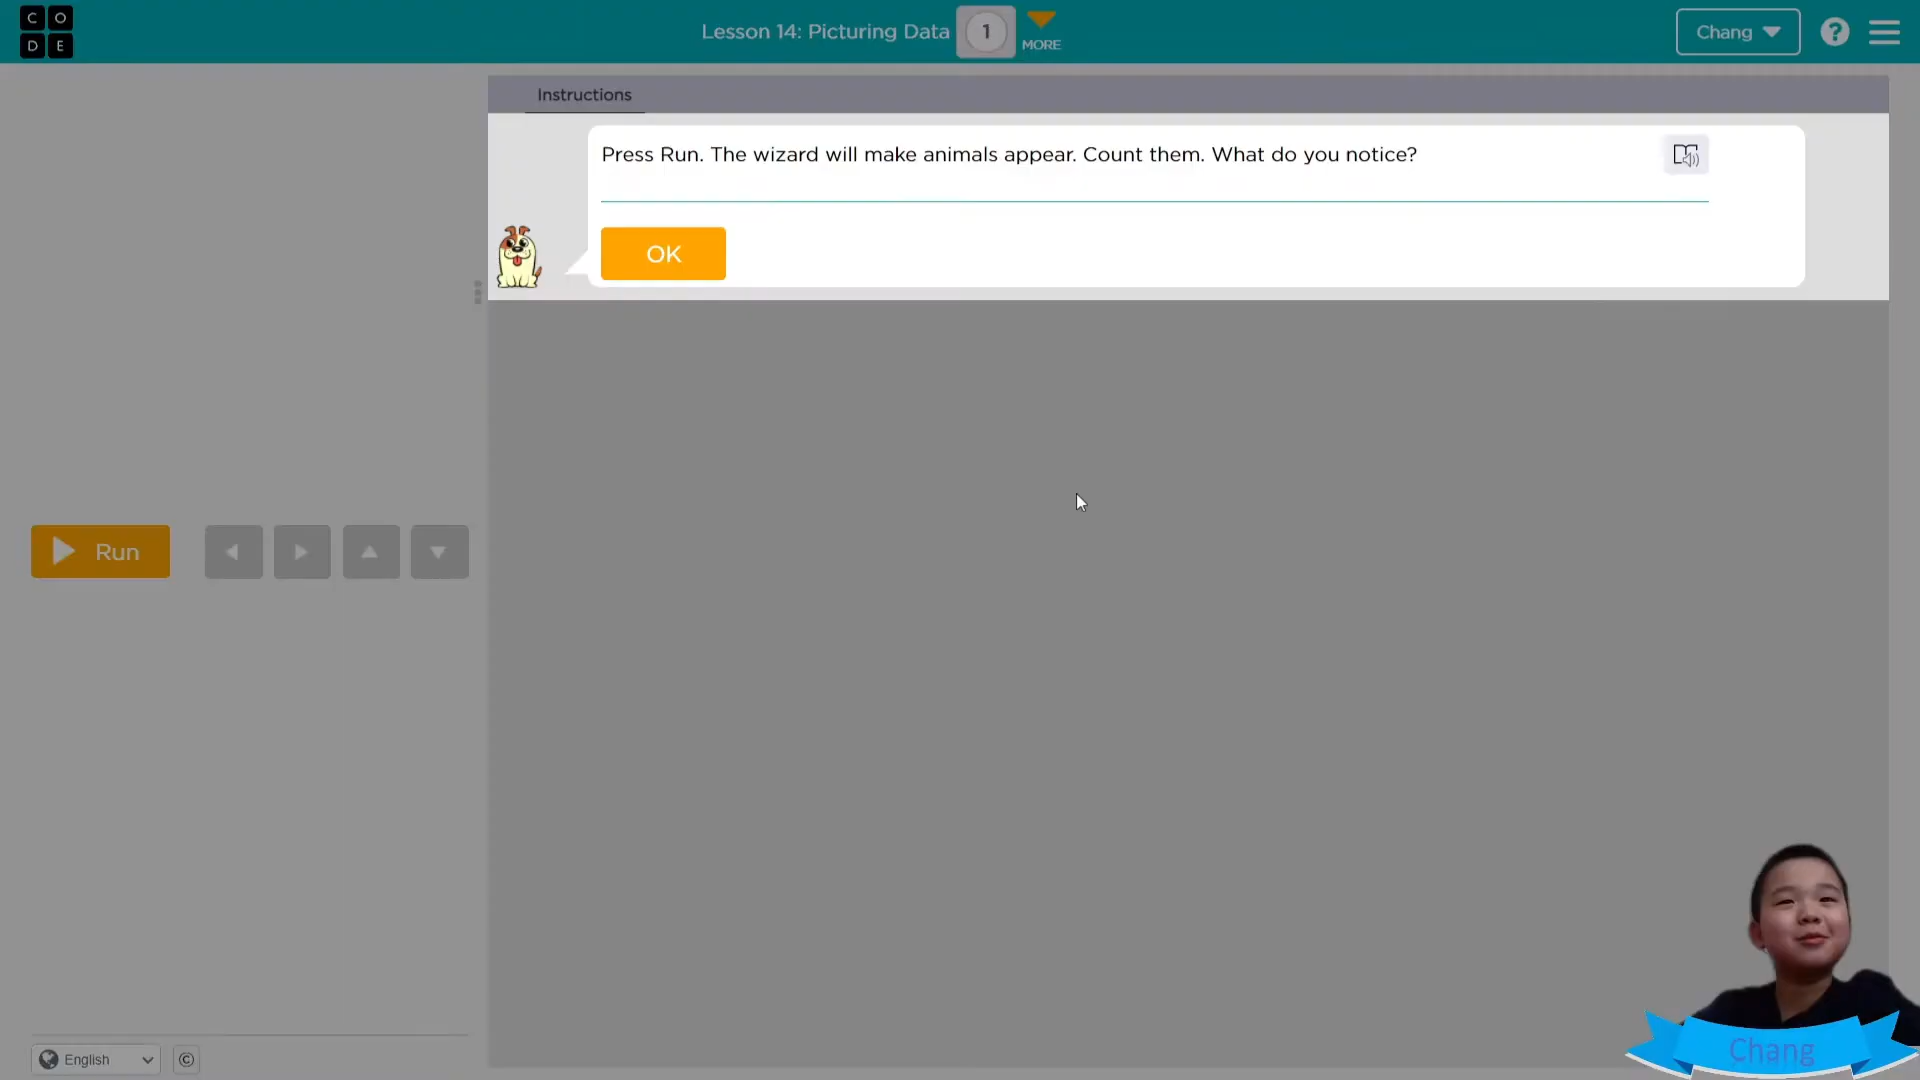 CODE
Lesson 14: Picturing Data
1
MORE
Chang
?
Instructions
Press Run. The wizard will make animals appear. Count them. What do you notice?
OK
Run
English
©
Chang